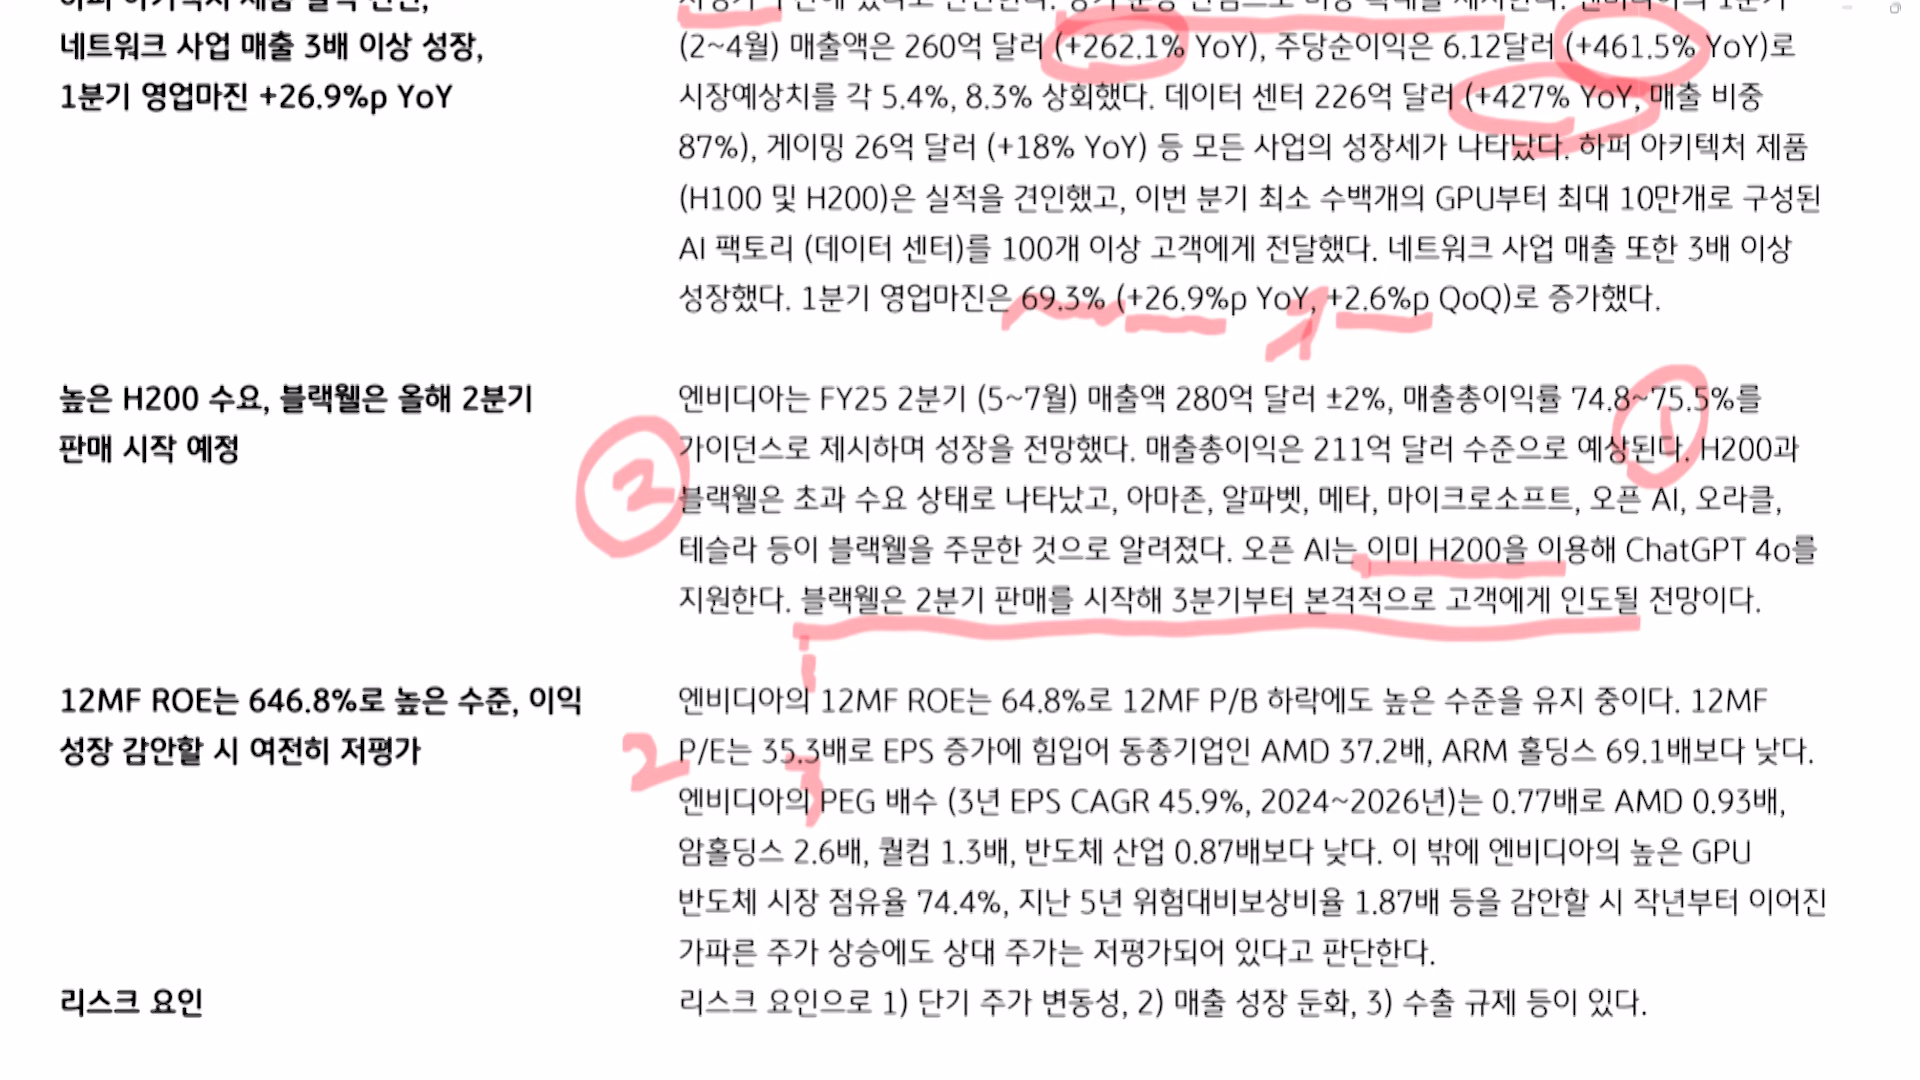 네트워크 사업 매출 3배 이상 성장,
1분기 영업마진 +26.9%p YoY
(2~4월) 매출액은 260억 달러 (+262.1% YoY), 주당순이익은 6.12달러 (+461.5% YoY)로
시장예상치를 각 5.4%, 8.3% 상회했다. 데이터 센터 226억 달러 (+427% YoY, 매출 비중
87%), 게이밍 26억 달러 (+18% YoY) 등 모든 사업의 성장세가 나타났다. 하퍼 아키텍처 제품
(H100 및 H200)은 실적을 견인했고, 이번 분기 최소 수백개의 GPU부터 최대 10만개로 구성된
AI 팩토리 (데이터 센터)를 100개 이상 고객에게 전달했다. 네트워크 사업 매출 또한 3배 이상
성장했다. 1분기 영업마진은 69.3% (+26.9%p YoY, +2.6%p QoQ)로 증가했다.
높은 H200 수요, 블랙웰은 올해 2분기
판매 시작 예정
엔비디아는 FY25 2분기 (5~7월) 매출액 280억 달러 ±2%, 매출총이익률 74.8~75.5%를
가이던스로 제시하며 성장을 전망했다. 매출총이익은 211억 달러 수준으로 예상된다. H200과
블랙웰은 초과 수요 상태로 나타났고, 아마존, 알파벳, 메타, 마이크로소프트, 오픈 AI, 오라클,
테슬라 등이 블랙웰을 주문한 것으로 알려졌다. 오픈 AI는 이미 H200을 이용해 ChatGPT 4o를
지원한다. 블랙웰은 2분기 판매를 시작해 3분기부터 본격적으로 고객에게 인도될 전망이다.
1
2
12MF ROE는 646.8%로 높은 수준, 이익
성장 감안할 시 여전히 저평가
엔비디아의 12MF ROE는 64.8%로 12MF P/B 하락에도 높은 수준을 유지 중이다. 12MF
P/E는 35.3배로 EPS 증가에 힘입어 동종기업인 AMD 37.2배, ARM 홀딩스 69.1배보다 낮다.
엔비디아의 PEG 배수 (3년 EPS CAGR 45.9%, 2024~2026년)는 0.77배로 AMD 0.93배,
암홀딩스 2.6배, 퀄컴 1.3배, 반도체 산업 0.87배보다 낮다. 이 밖에 엔비디아의 높은 GPU
반도체 시장 점유율 74.4%, 지난 5년 위험대비보상비율 1.87배 등을 감안할 시 작년부터 이어진
가파른 주가 상승에도 상대 주가는 저평가되어 있다고 판단한다.
2
3
리스크 요인
리스크 요인으로 1) 단기 주가 변동성, 2) 매출 성장 둔화, 3) 수출 규제 등이 있다.